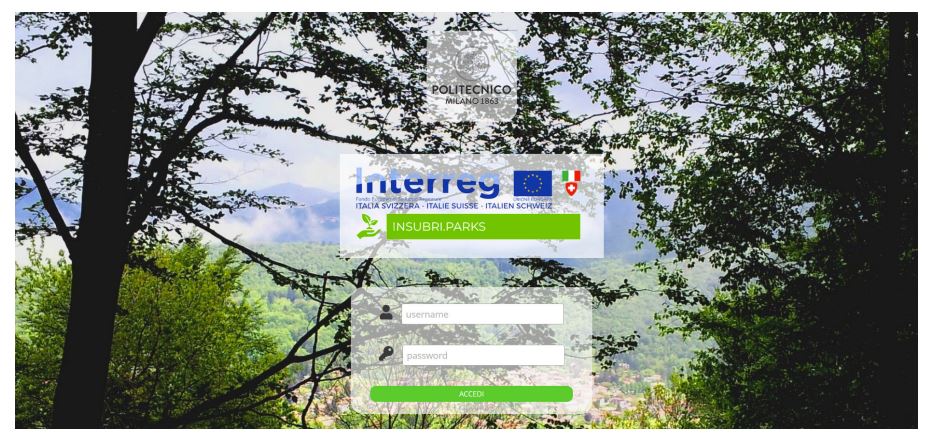 POLITECNICO
MILANO 1863
Interreg
Fondo Europeo di Sviluppo Regionale
UNIONE EUROPEA
ITALIA SVIZZERA · ITALIE SUISSE · ITALIEN SCHWEIZ
INSUBRI.PARKS
username
password
ACCEDI